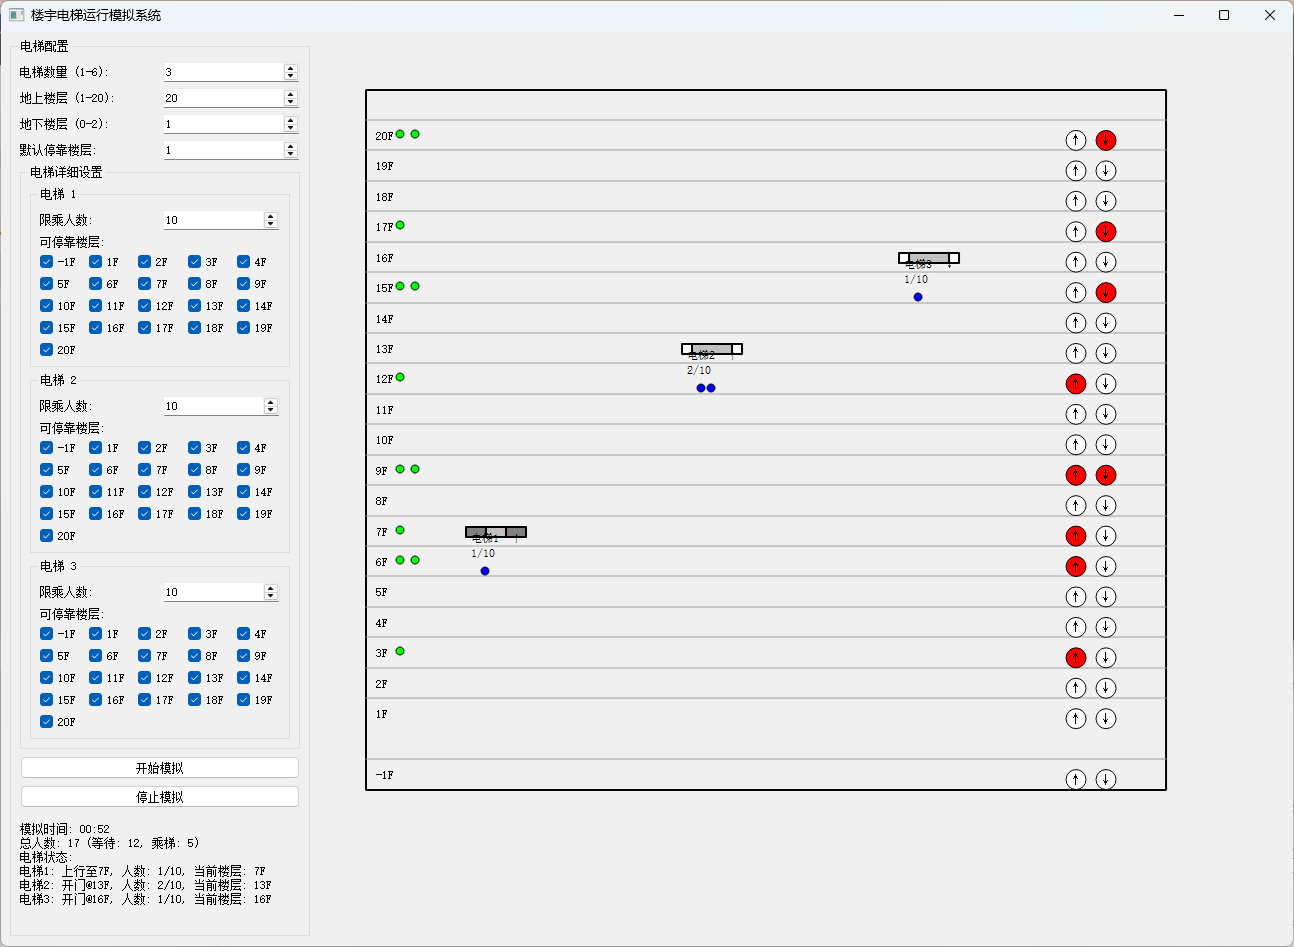 楼宇电梯运行模拟系统
电梯配置
电梯数量 (1-6): 3
地上楼层 (1-20): 20
地下楼层 (0-2): 1
默认停靠楼层: 1
电梯详细设置
电梯 1
限乘人数: 10
可停靠楼层:
-1F 1F 2F 3F 4F
5F 6F 7F 8F 9F
10F 11F 12F 13F 14F
15F 16F 17F 18F 19F
20F
电梯 2
限乘人数: 10
可停靠楼层:
-1F 1F 2F 3F 4F
5F 6F 7F 8F 9F
10F 11F 12F 13F 14F
15F 16F 17F 18F 19F
20F
电梯 3
限乘人数: 10
可停靠楼层:
-1F 1F 2F 3F 4F
5F 6F 7F 8F 9F
10F 11F 12F 13F 14F
15F 16F 17F 18F 19F
20F
开始模拟
停止模拟
模拟时间: 00:52
总人数: 17 (等待: 12, 乘梯: 5)
电梯状态:
电梯1: 上行至7F, 人数: 1/10, 当前楼层: 7F
电梯2: 开门@13F, 人数: 2/10, 当前楼层: 13F
电梯3: 开门@16F, 人数: 1/10, 当前楼层: 16F
20F ↑ ↓
19F ↑ ↓
18F ↑ ↓
17F ↑ ↓
16F ↑ ↓
电梯3 ↓
1/10
15F ↑ ↓
14F ↑ ↓
13F ↑ ↓
电梯2 ↑
2/10
12F ↑ ↓
11F ↑ ↓
10F ↑ ↓
9F ↑ ↓
8F ↑ ↓
7F ↑ ↓
电梯1 ↑
1/10
6F ↑ ↓
5F ↑ ↓
4F ↑ ↓
3F ↑ ↓
2F ↑ ↓
1F ↑ ↓
-1F ↑ ↓